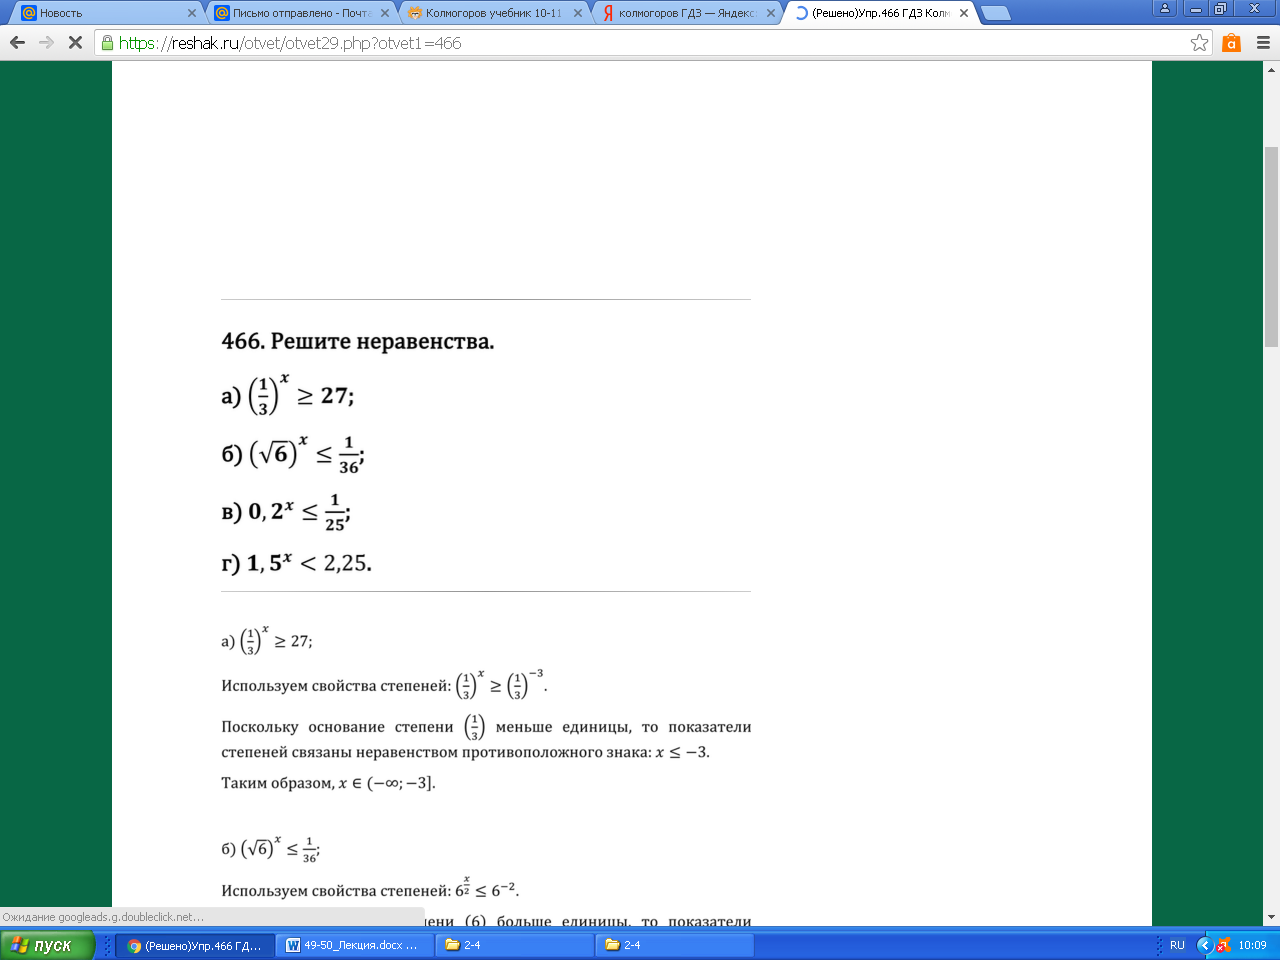 Новость
Письмо отправлено - Почта
Колмогоров учебник 10-11
колмогоров ГДЗ — Яндекс
(Решено)Упр.466 ГДЗ Колм
https://reshak.ru/otvet/otvet29.php?otvet1=466
466. Решите неравенства.
а) (1/3)^x ≥ 27;
б) (√6)^x ≤ 1/36;
в) 0,2^x ≤ 1/25;
г) 1,5^x < 2,25.
а) (1/3)^x ≥ 27;
Используем свойства степеней: (1/3)^x ≥ (1/3)^−3.
Поскольку основание степени (1/3) меньше единицы, то показатели
степеней связаны неравенством противоположного знака: x ≤ −3.
Таким образом, x ∈ (−∞; −3].
б) (√6)^x ≤ 1/36;
Используем свойства степеней: 6^(x/2) ≤ 6^−2.
(6) больше единицы, то показатели
Ожидание googleads.g.doubleclick.net...
пуск
(Решено)Упр.466 ГД...
49-50_Лекция.docx ...
2-4
2-4
RU
10:09